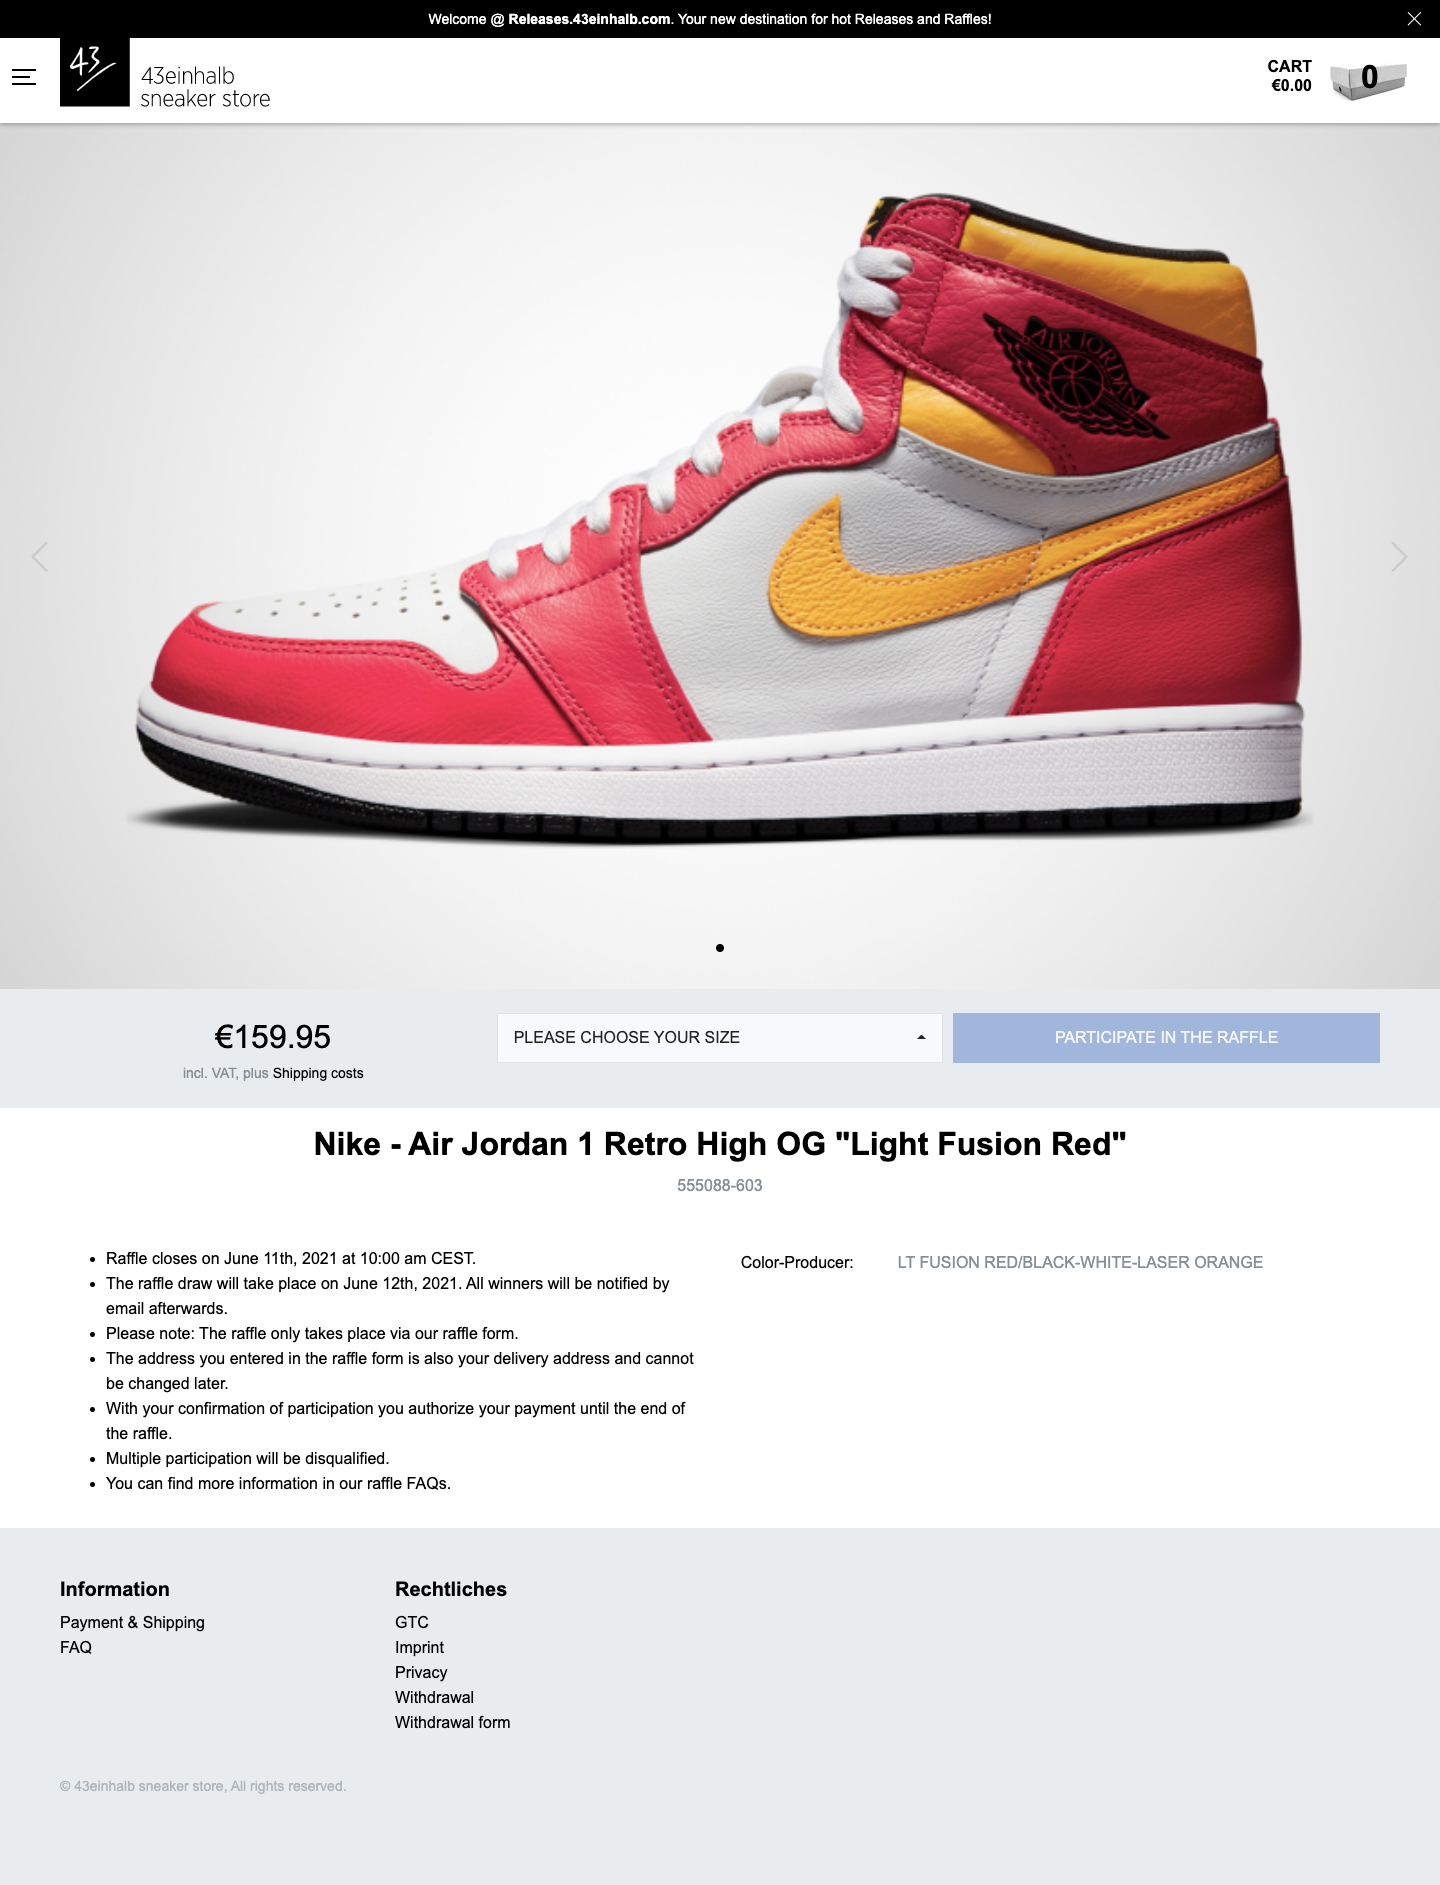 Welcome @ Releases.43einhalb.com. Your new destination for hot Releases and Raffles!
43
43einhalb
sneaker store
CART
€0.00
0
AIR JORDAN
€159.95
incl. VAT, plus Shipping costs
PLEASE CHOOSE YOUR SIZE
PARTICIPATE IN THE RAFFLE
Nike - Air Jordan 1 Retro High OG "Light Fusion Red"
555088-603
• Raffle closes on June 11th, 2021 at 10:00 am CEST.
• The raffle draw will take place on June 12th, 2021. All winners will be notified by
email afterwards.
• Please note: The raffle only takes place via our raffle form.
• The address you entered in the raffle form is also your delivery address and cannot
be changed later.
• With your confirmation of participation you authorize your payment until the end of
the raffle.
• Multiple participation will be disqualified.
• You can find more information in our raffle FAQs.
Color-Producer: LT FUSION RED/BLACK-WHITE-LASER ORANGE
Information
Payment & Shipping
FAQ
Rechtliches
GTC
Imprint
Privacy
Withdrawal
Withdrawal form
© 43einhalb sneaker store, All rights reserved.